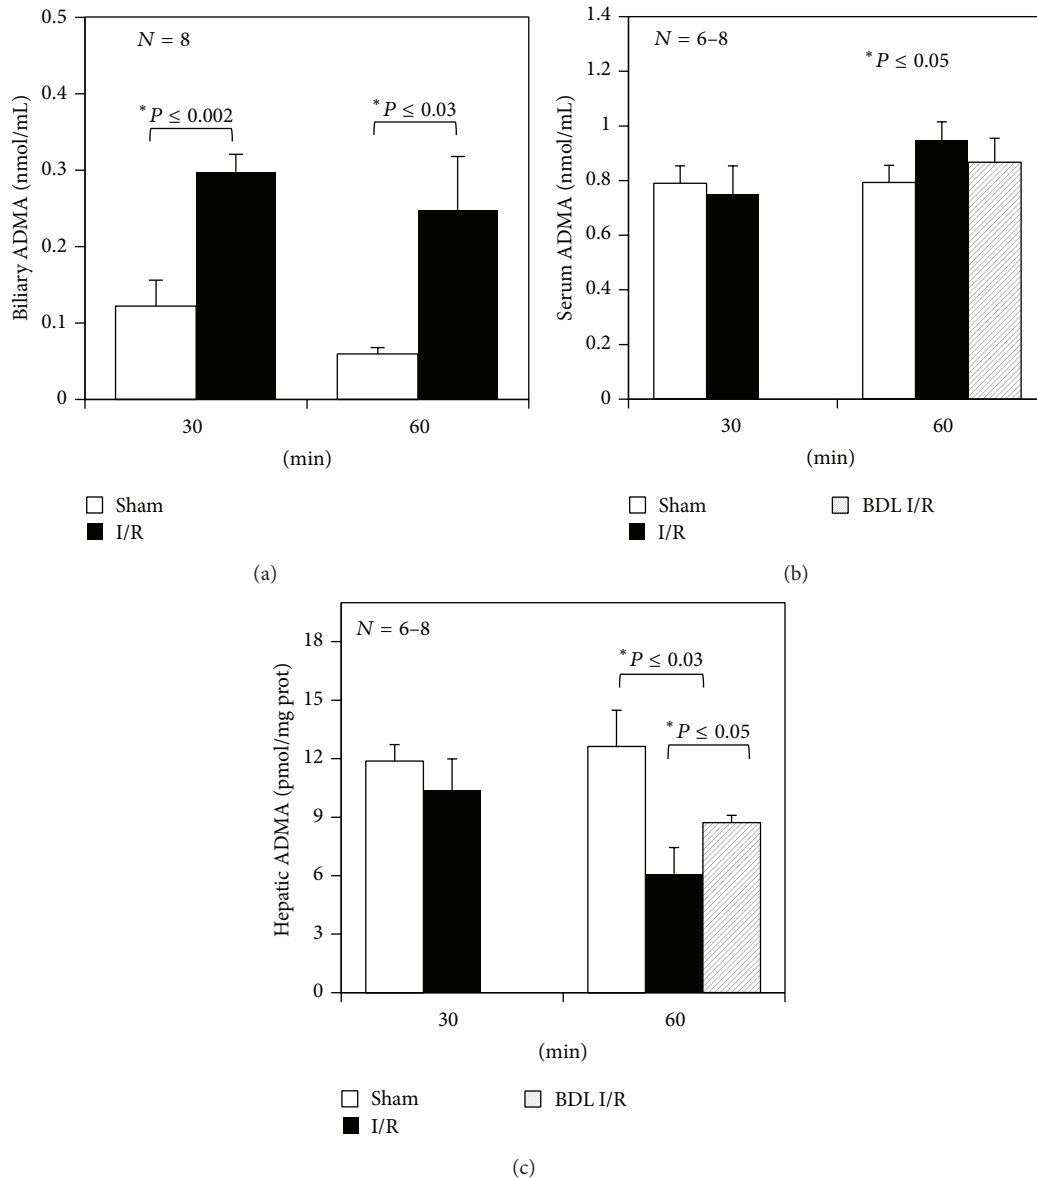 0.5
N = 8
0.4
* P ≤ 0.002
* P ≤ 0.03
0.3
0.2
0.1
0
Biliary ADMA (nmol/mL)
30
60
(min)
Sham
I/R
(a)
1.4
N = 6–8
* P ≤ 0.05
1.2
1
0.8
0.6
0.4
0.2
0
Serum ADMA (nmol/mL)
30
60
(min)
Sham
BDL I/R
I/R
(b)
N = 6–8
18
* P ≤ 0.03
15
* P ≤ 0.05
12
9
6
3
0
Hepatic ADMA (pmol/mg prot)
30
60
(min)
Sham
BDL I/R
I/R
(c)